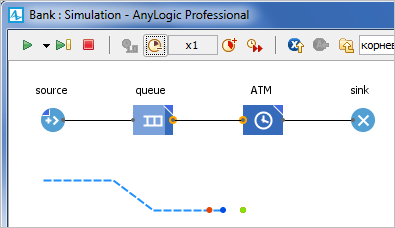 Bank : Simulation - AnyLogic Professional
x1
корнев
source
queue
ATM
sink